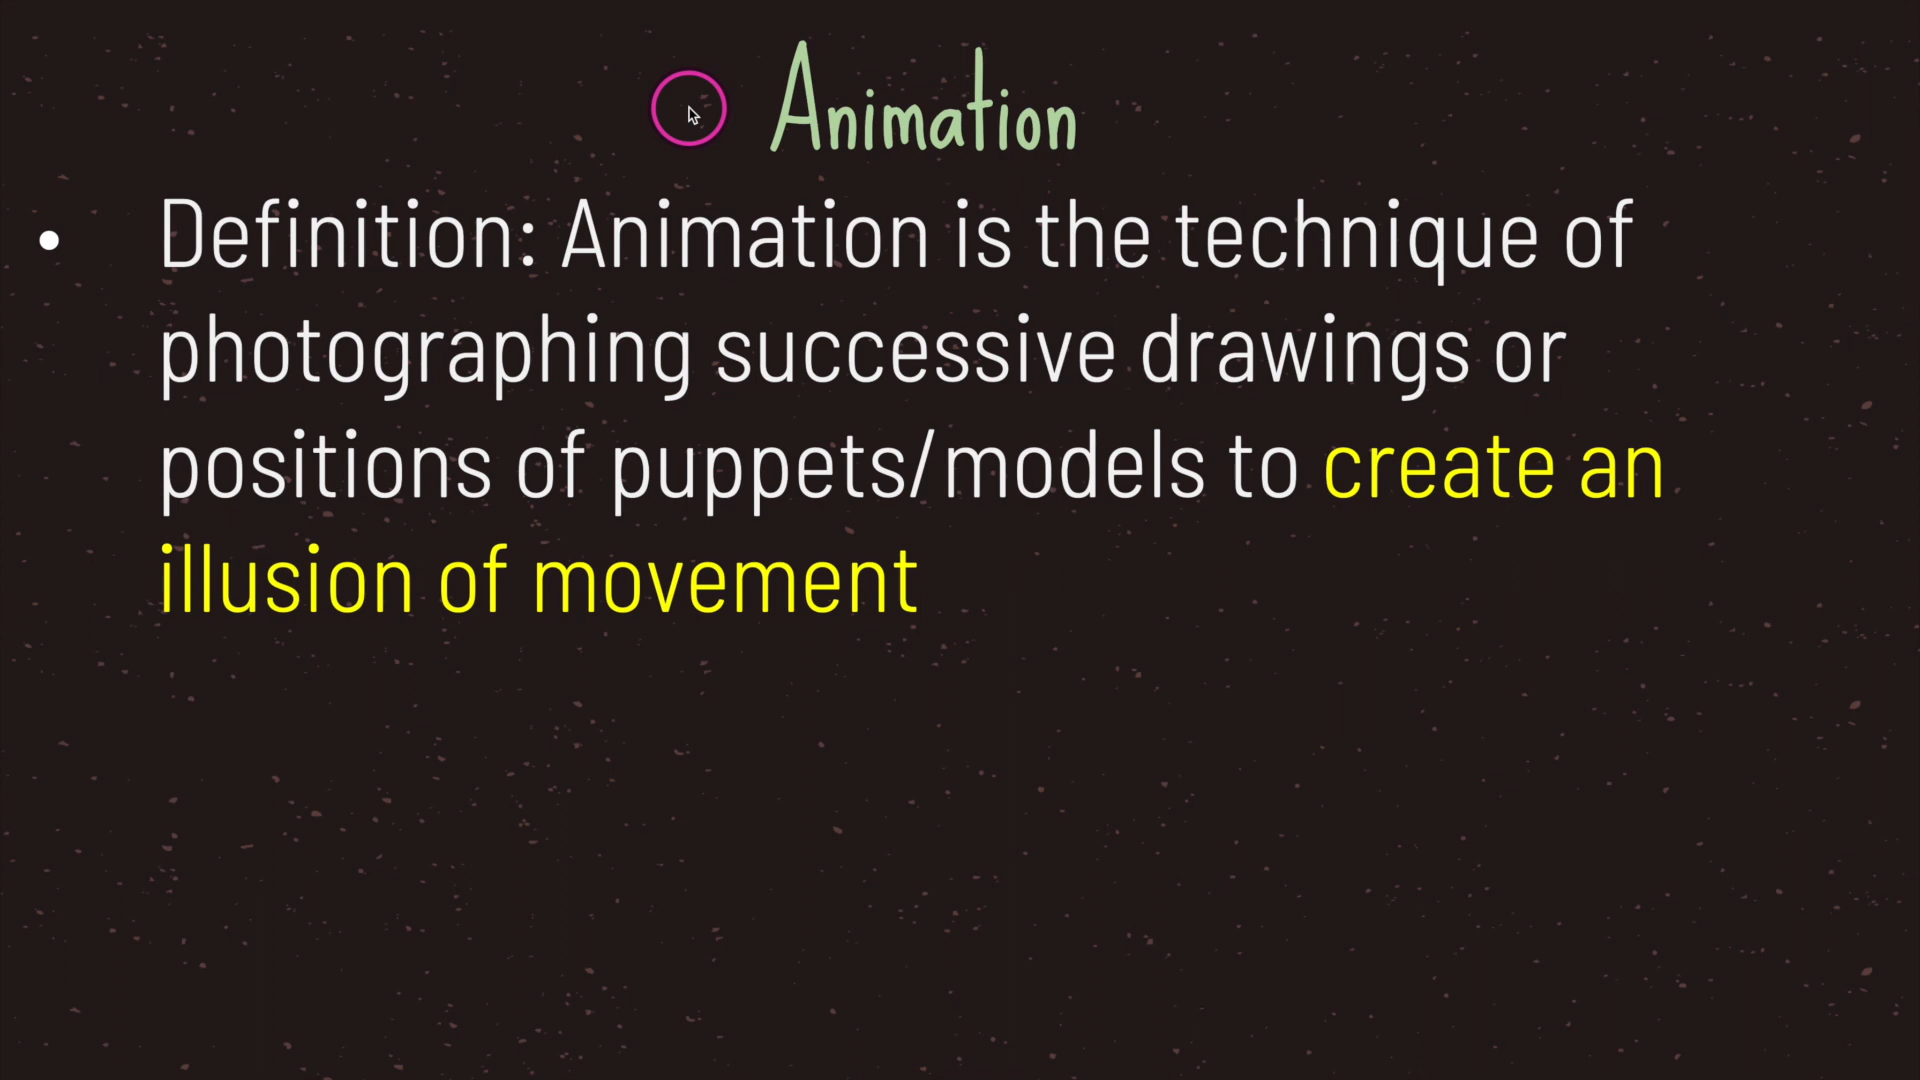 Animation
• Definition: Animation is the technique of
photographing successive drawings or
positions of puppets/models to create an
illusion of movement